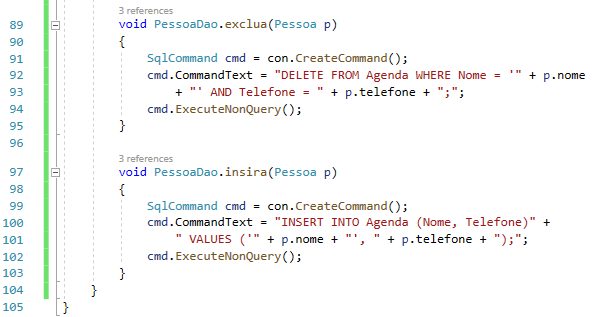 3 references
89 void PessoaDao.exclua(Pessoa p)
90 {
91 SqlCommand cmd = con.CreateCommand();
92 cmd.CommandText = "DELETE FROM Agenda WHERE Nome = '" + p.nome
93 + "' AND Telefone = " + p.telefone + ";";
94 cmd.ExecuteNonQuery();
95 }
96
3 references
97 void PessoaDao.insira(Pessoa p)
98 {
99 SqlCommand cmd = con.CreateCommand();
100 cmd.CommandText = "INSERT INTO Agenda (Nome, Telefone)" +
101 " VALUES ('" + p.nome + "', " + p.telefone + ");";
102 cmd.ExecuteNonQuery();
103 }
104 }
105 }